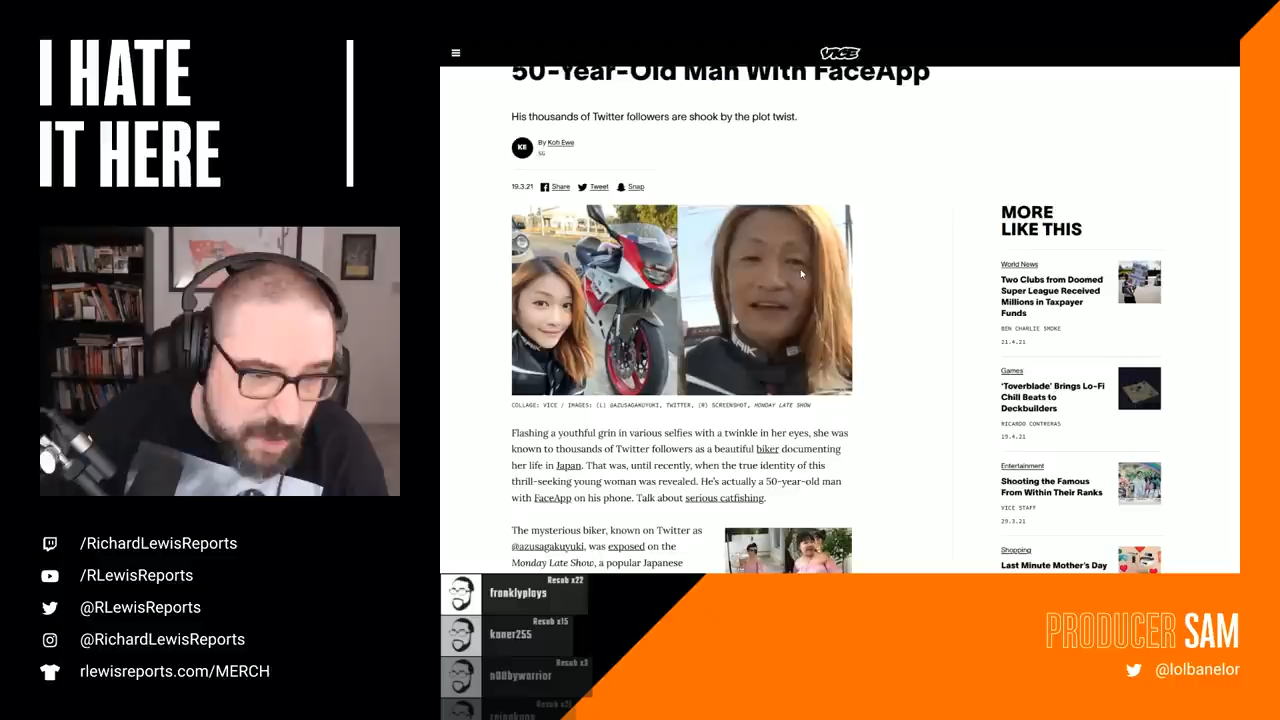 I HATE
IT HERE
/RichardLewisReports
/RLewisReports
@RLewisReports
@RichardLewisReports
rlewisreports.com/MERCH
VICE
50-Year-Old Man With FaceApp
His thousands of Twitter followers are shook by the plot twist.
KE
By Koh Ewe
SG
19.3.21 Share Tweet Snap
COLLAGE: VICE / IMAGES: (L) @AZUSAGAKUYUKI, TWITTER, (R) SCREENSHOT, MONDAY LATE SHOW
Flashing a youthful grin in various selfies with a twinkle in her eyes, she was
known to thousands of Twitter followers as a beautiful biker documenting
her life in Japan. That was, until recently, when the true identity of this
thrill-seeking young woman was revealed. He's actually a 50-year-old man
with FaceApp on his phone. Talk about serious catfishing.
The mysterious biker, known on Twitter as
@azusagakuyuki, was exposed on the
Monday Late Show, a popular Japanese
MORE
LIKE THIS
World News
Two Clubs from Doomed
Super League Received
Millions in Taxpayer
Funds
BEN CHARLIE SMOKE
21.4.21
Games
'Toverblade' Brings Lo-Fi
Chill Beats to
Deckbuilders
RICARDO CONTRERAS
19.4.21
Entertainment
Shooting the Famous
From Within Their Ranks
VICE STAFF
29.3.21
Shopping
Last Minute Mother's Day
Resub x22
franklyplays
Resub x15
kaner255
Resub x3
n00bywarrior
PRODUCER SAM
@lolbanelor